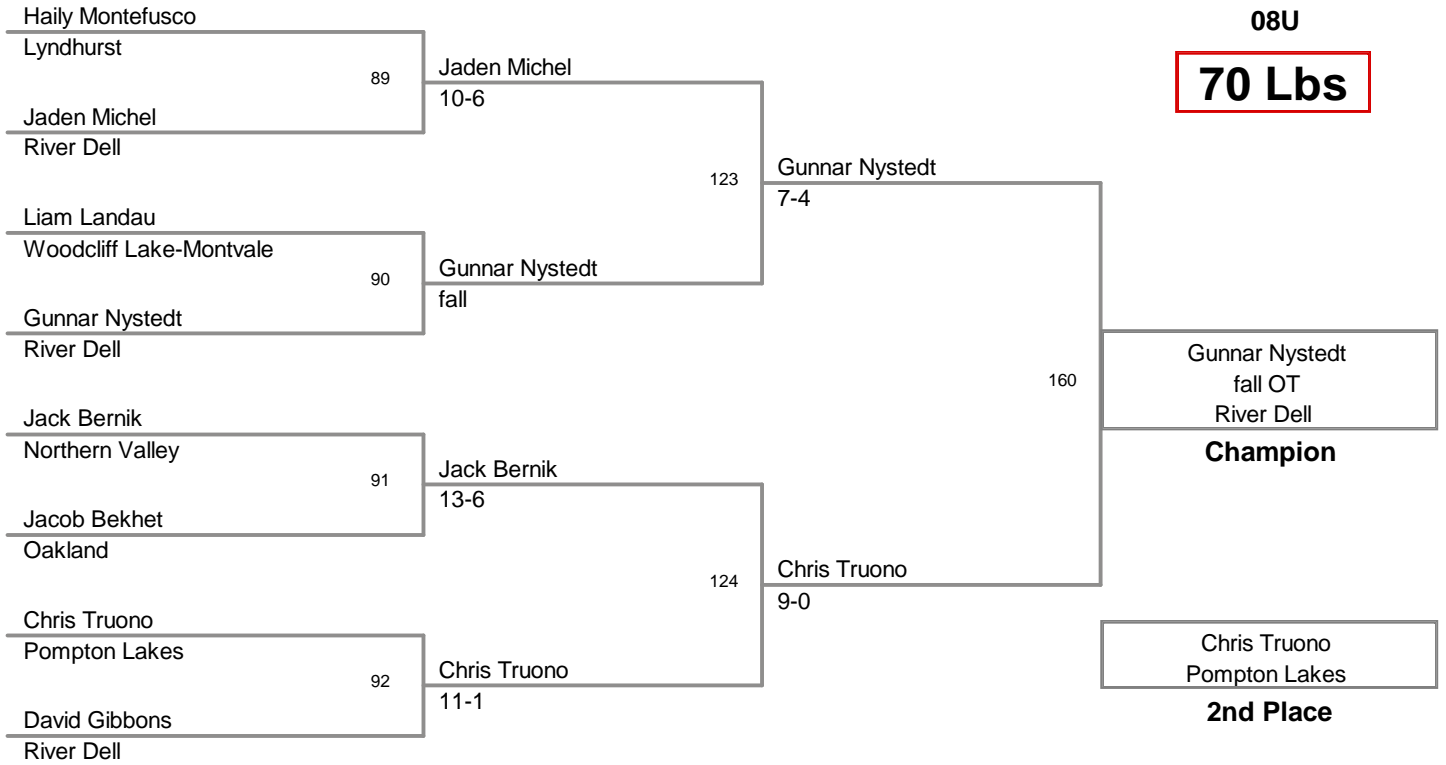 Haily Montefusco
Lyndhurst
89
Jaden Michel
River Dell
Liam Landau
Woodcliff Lake-Montvale
90
Gunnar Nystedt
River Dell
Jack Bernik
Northern Valley
91
Jacob Bekhet
Oakland
Chris Truono
Pompton Lakes
92
David Gibbons
River Dell
Jaden Michel
10-6
123
Gunnar Nystedt
fall
Jack Bernik
13-6
124
Chris Truono
11-1
Gunnar Nystedt
7-4
160
Chris Truono
9-0
08U
70 Lbs
Gunnar Nystedt
fall OT
River Dell
Champion
Chris Truono
Pompton Lakes
2nd Place